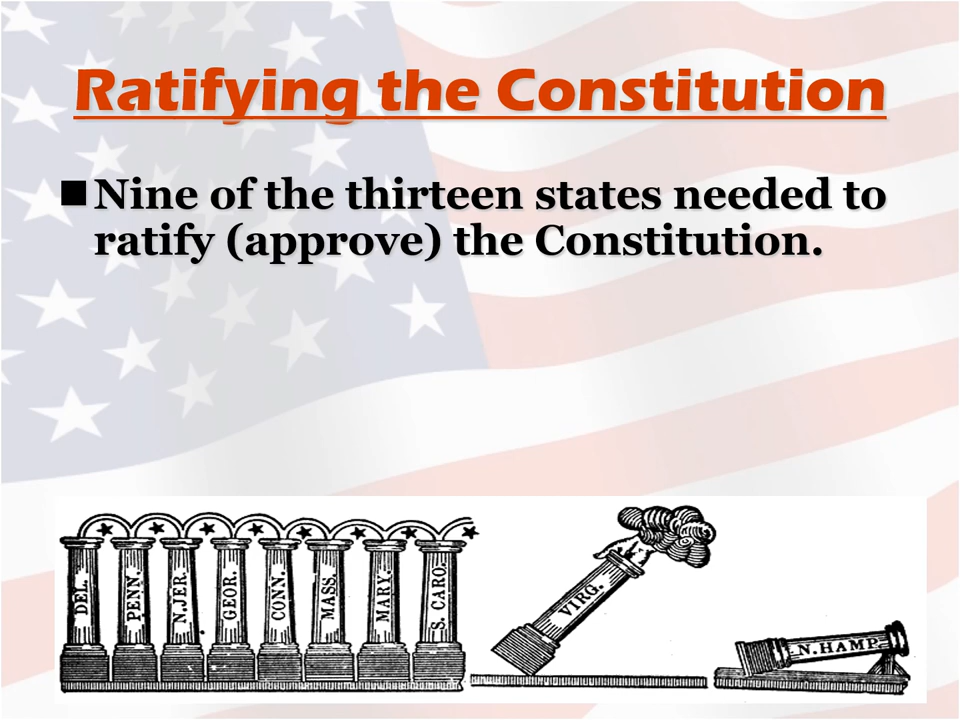 Ratifying the Constitution
Nine of the thirteen states needed to
ratify (approve) the Constitution.
DEL.
PENN.
N.JER.
GEOR.
CONN.
MASS.
MARY.
S. CARO.
VIRG.
N.HAMP.